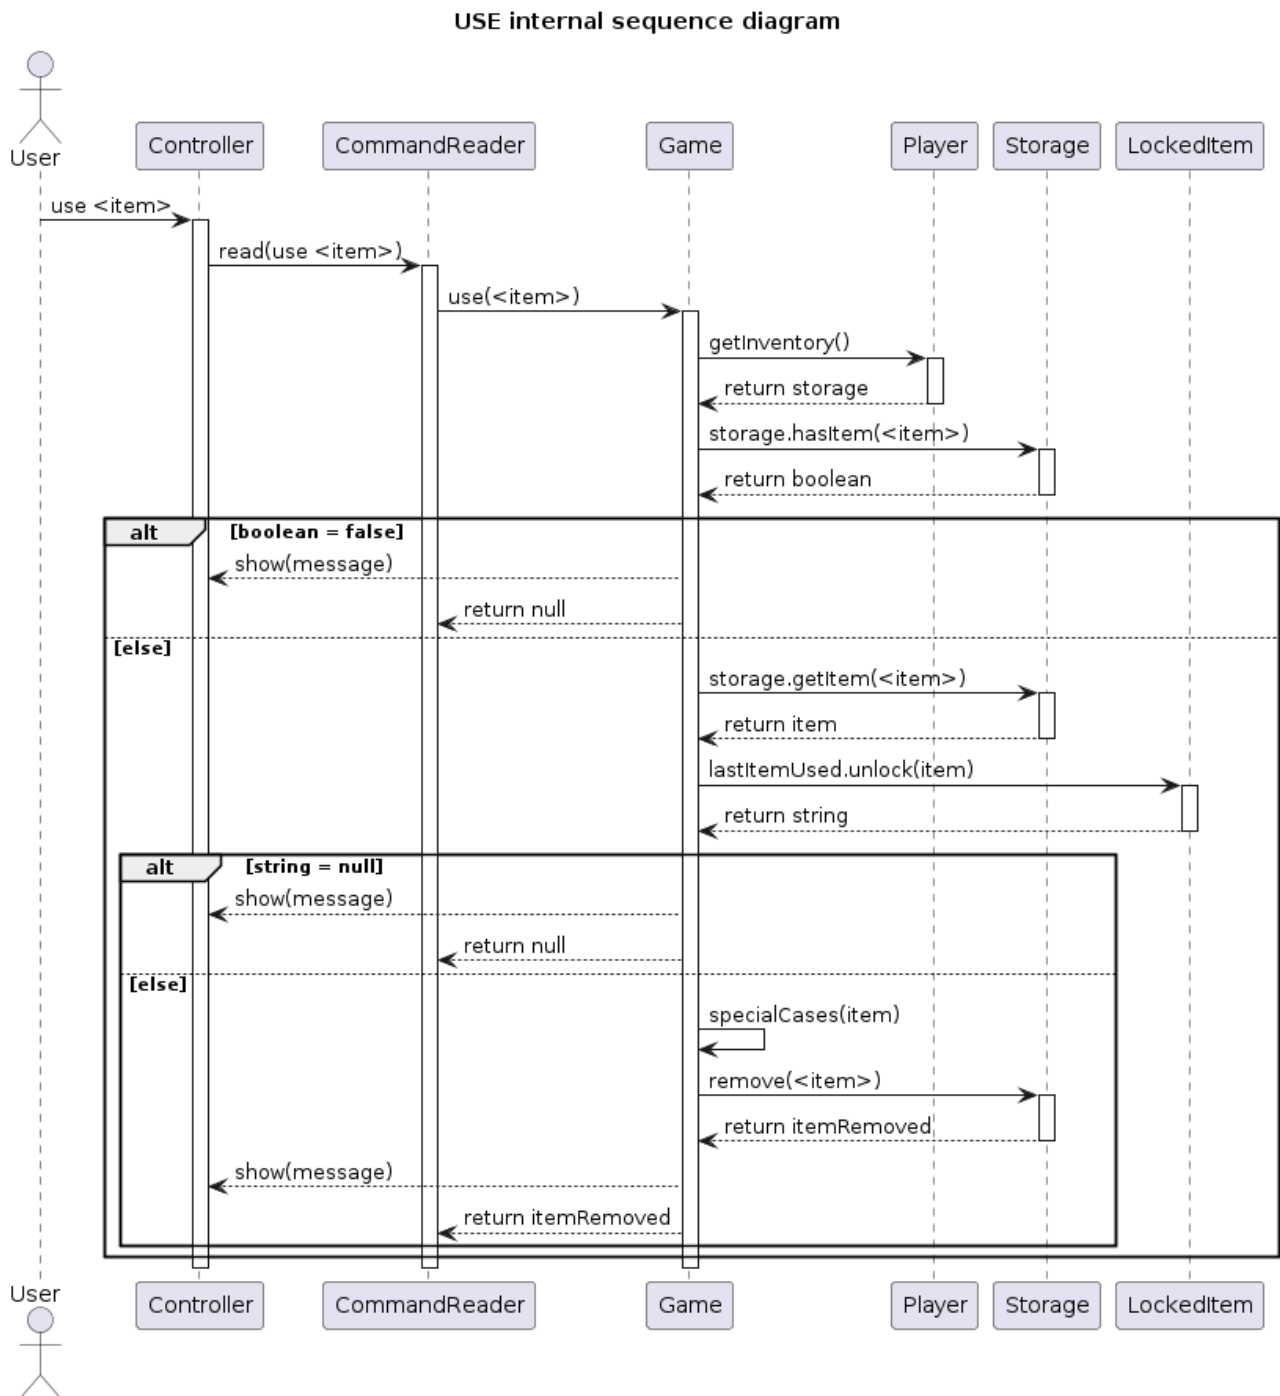 USE internal sequence diagram
User
Controller
CommandReader
Game
Player
Storage
LockedItem
use <item>
read(use <item>)
use(<item>)
getInventory()
return storage
storage.hasItem(<item>)
return boolean
alt
[boolean = false]
show(message)
return null
[else]
storage.getItem(<item>)
return item
lastItemUsed.unlock(item)
return string
alt
[string = null]
show(message)
return null
[else]
specialCases(item)
remove(<item>)
return itemRemoved
show(message)
return itemRemoved
User
Controller
CommandReader
Game
Player
Storage
LockedItem